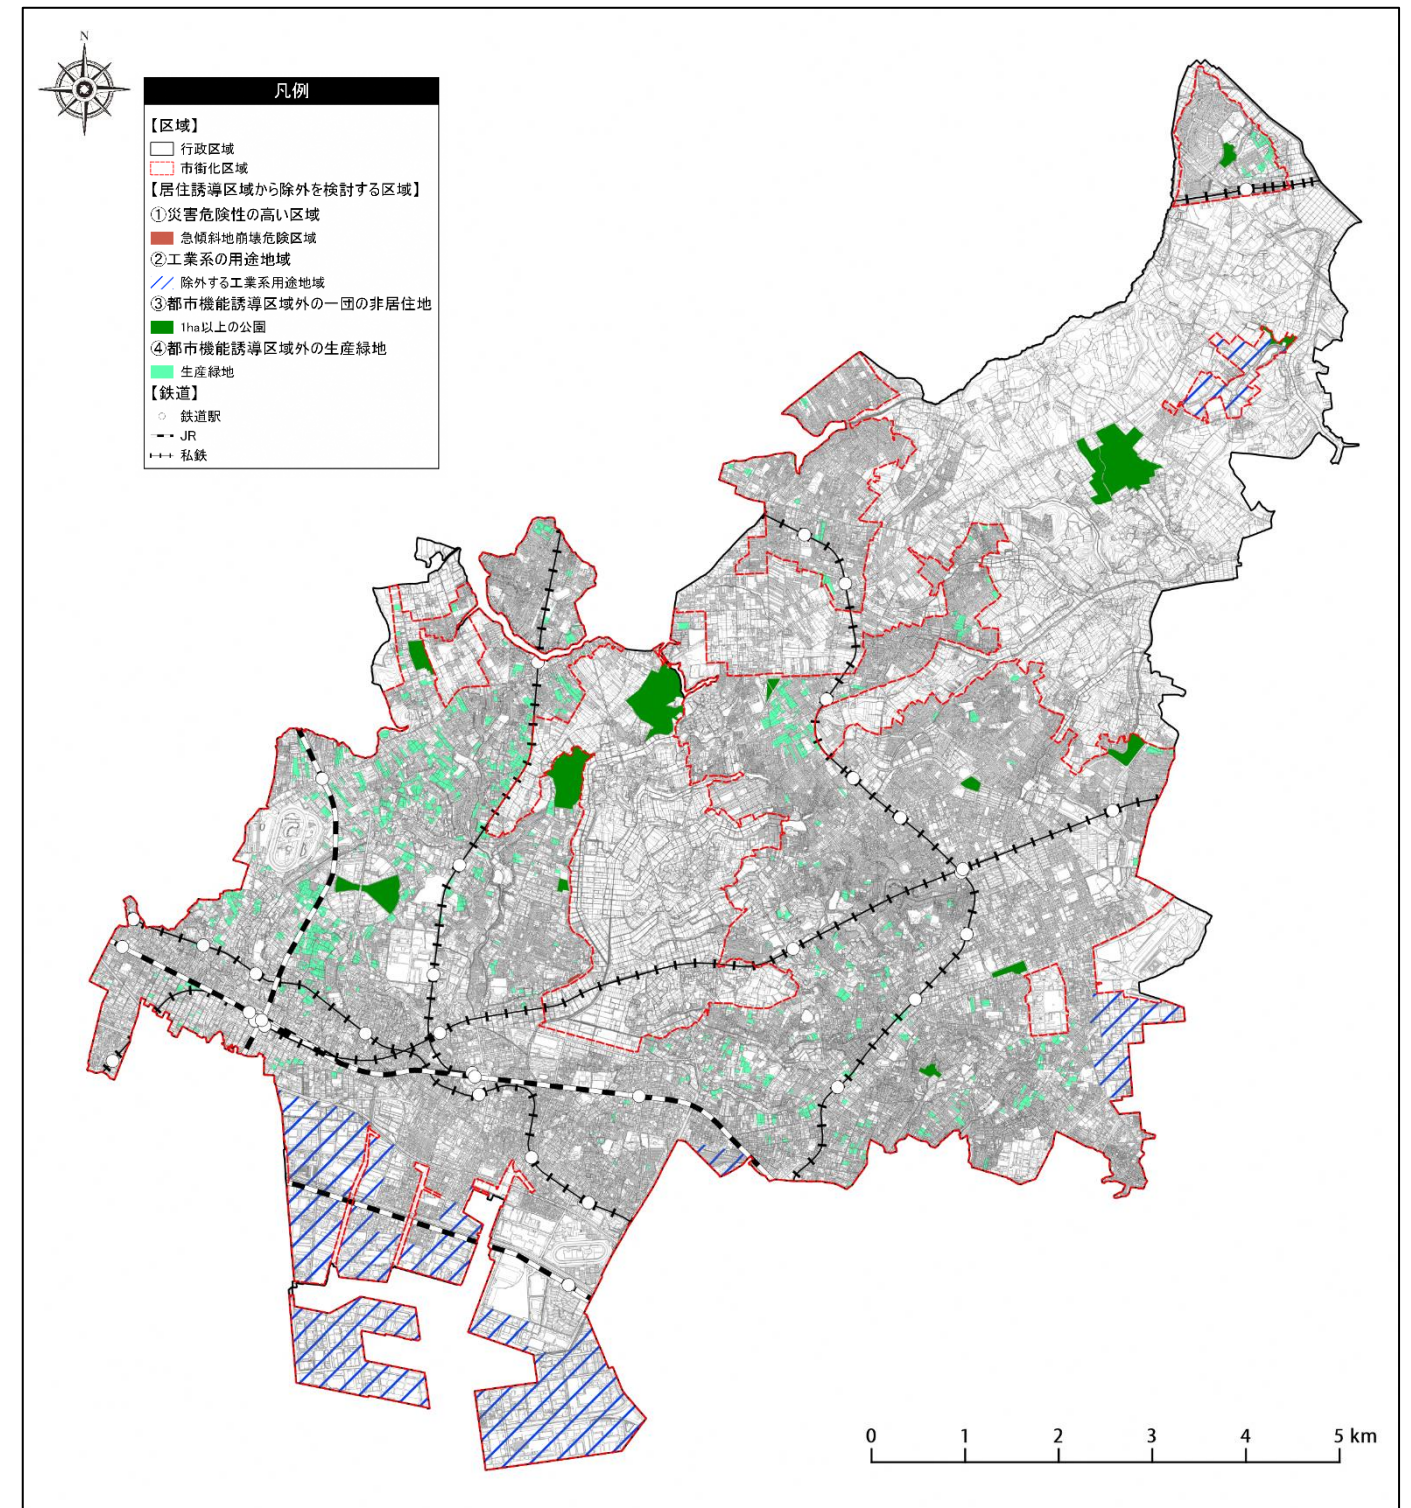 N
凡例
【区域】
行政区域
市街化区域
【居住誘導区域から除外を検討する区域】
①災害危険性の高い区域
急傾斜地崩壊危険区域
②工業系の用途地域
除外する工業系用途地域
③都市機能誘導区域外の一団の非居住地
1ha以上の公園
④都市機能誘導区域外の生産緑地
生産緑地
【鉄道】
鉄道駅
JR
私鉄
0 1 2 3 4 5 km